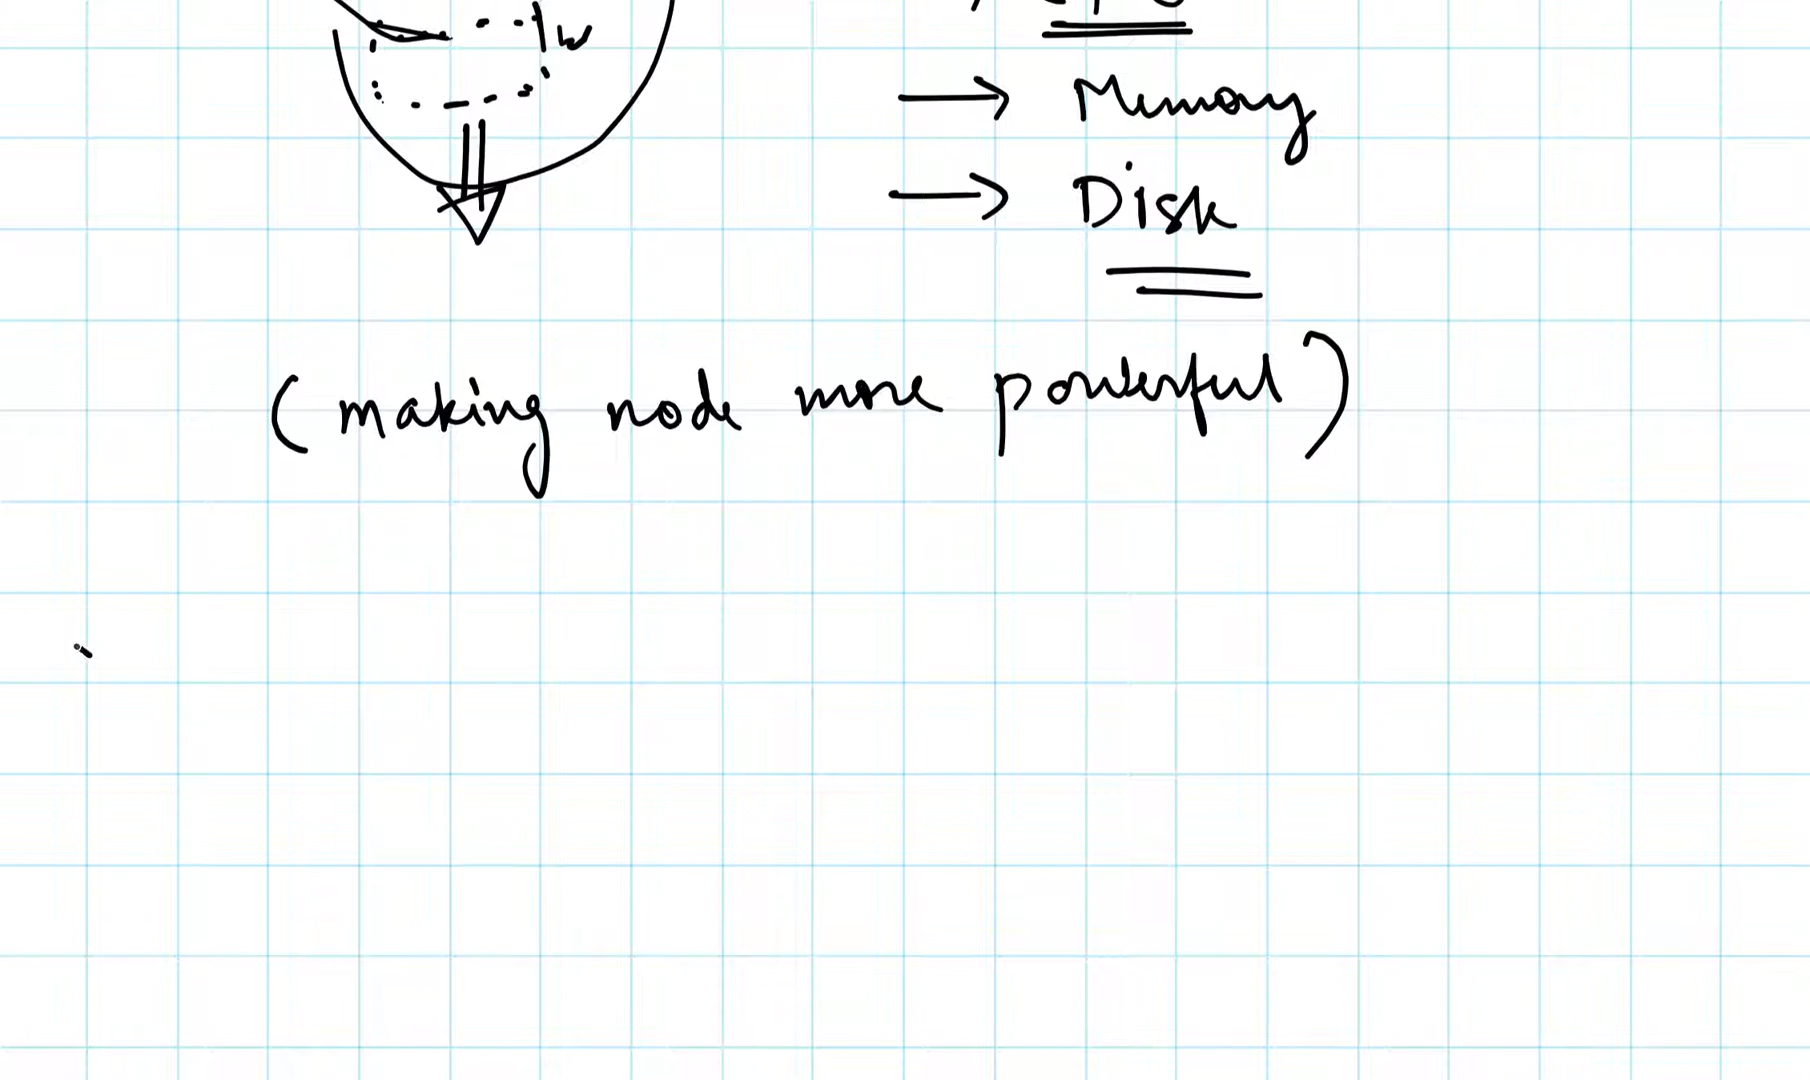 → Memory
→ Disk
(making node more powerful)